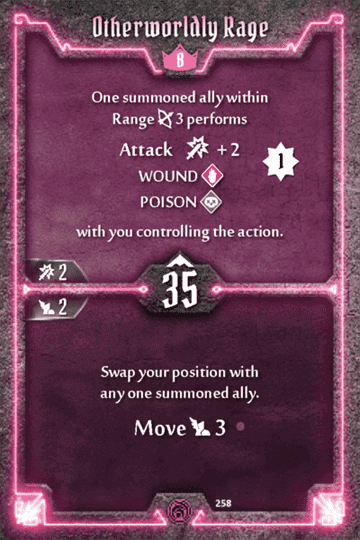 Otherworldly Rage
8
One summoned ally within
Range 3 performs
Attack +2
1
WOUND
POISON
with you controlling the action.
2
35
2
Swap your position with
any one summoned ally.
Move 3
258